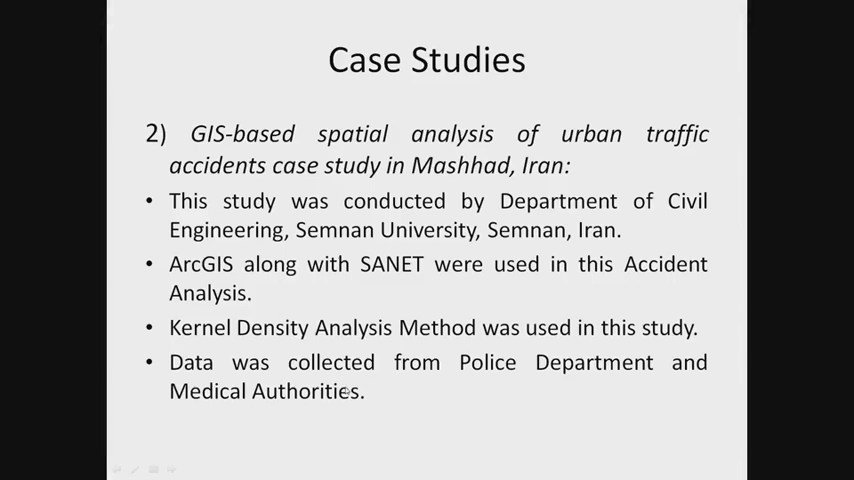 Case Studies
2) GIS-based spatial analysis of urban traffic
accidents case study in Mashhad, Iran:
• This study was conducted by Department of Civil
Engineering, Semnan University, Semnan, Iran.
• ArcGIS along with SANET were used in this Accident
Analysis.
• Kernel Density Analysis Method was used in this study.
• Data was collected from Police Department and
Medical Authorities.